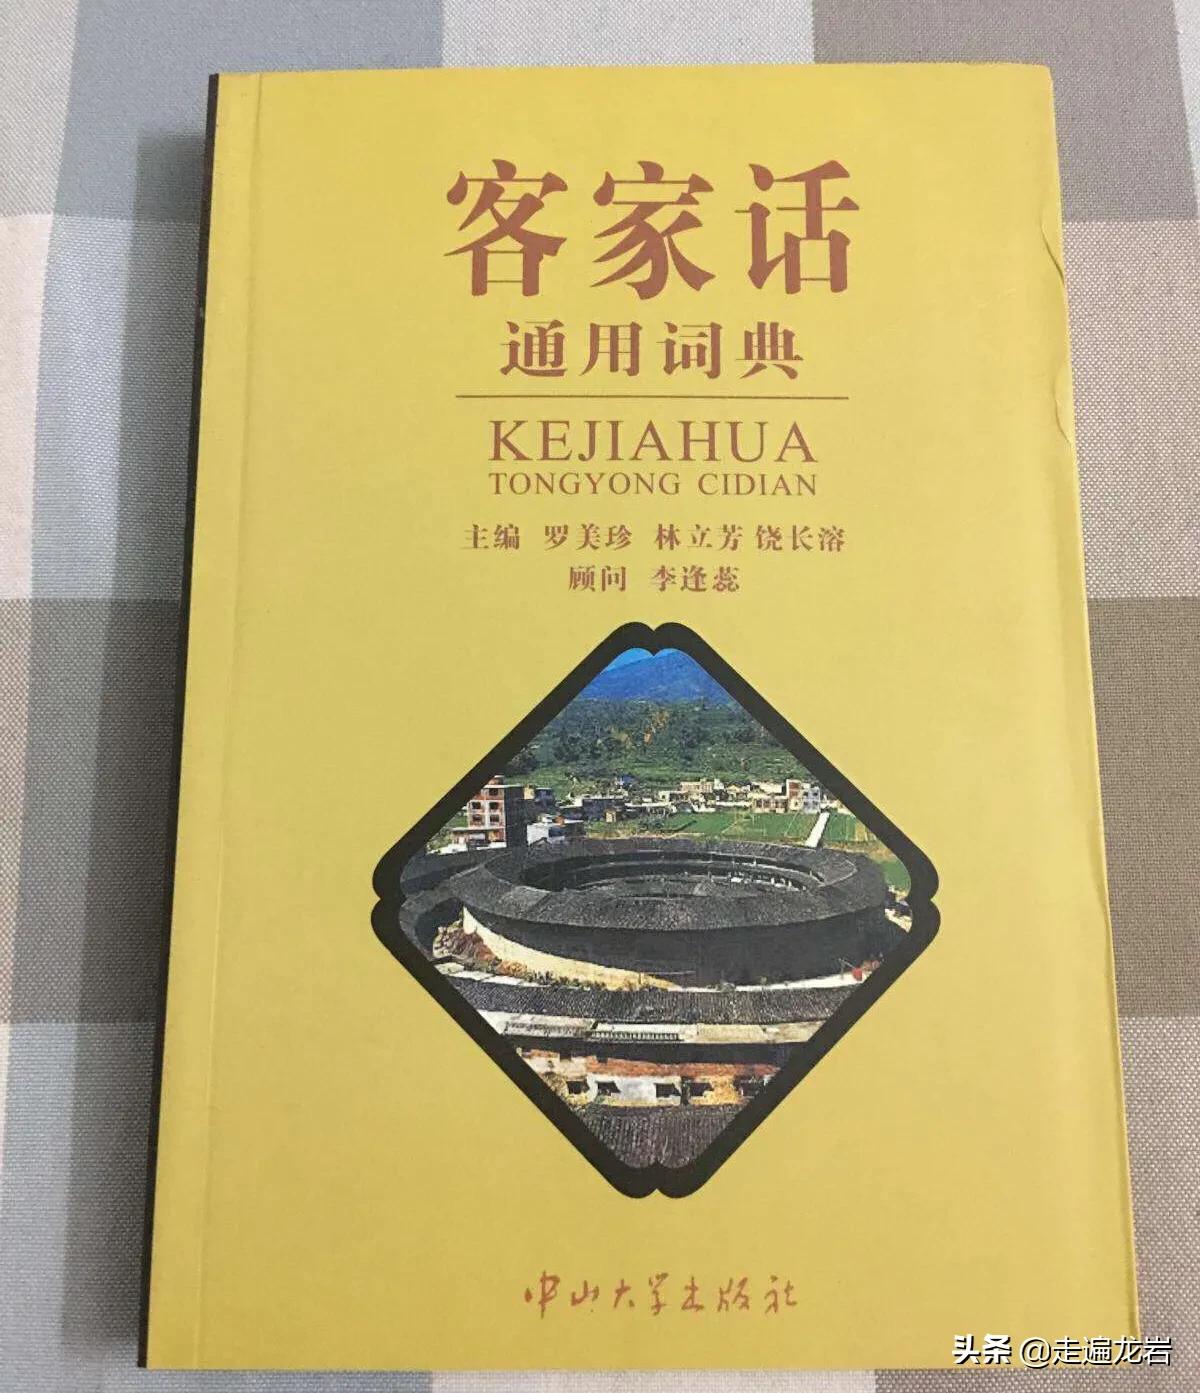 客家话
通用词典
KEJIAHUA
TONGYONG CIDIAN
主编 罗美珍 林立芳 饶长溶
顾问 李逢蕊
中山大学出版社
头条 @走遍龙岩